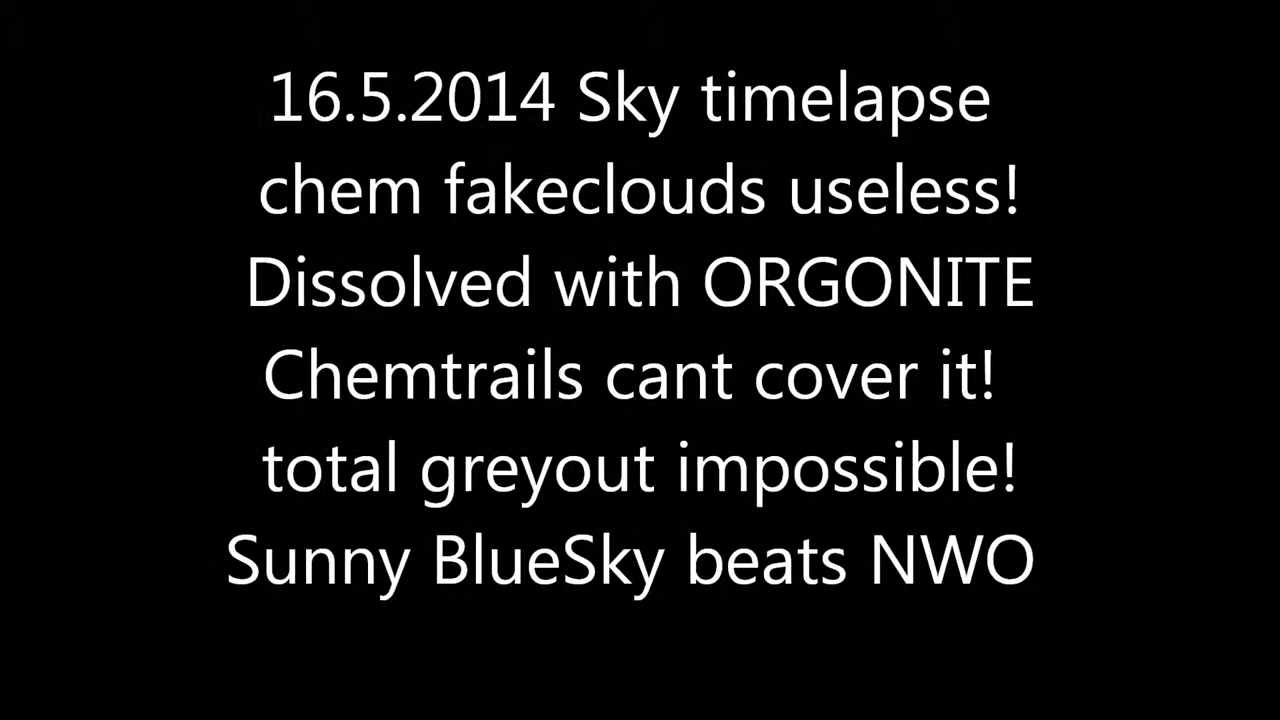 16.5.2014 Sky timelapse
chem fakeclouds useless!
Dissolved with ORGONITE
Chemtrails cant cover it!
total greyout impossible!
Sunny BlueSky beats NWO